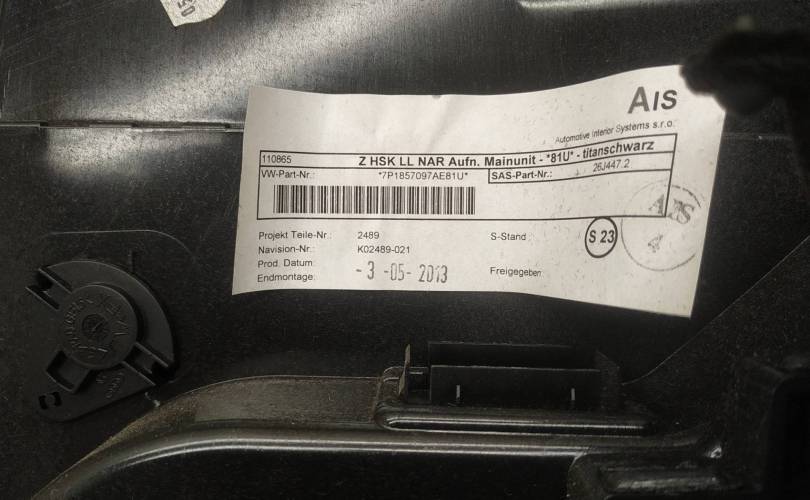 AIS
Automotive Interior Systems s.r.o.
110865 Z HSK LL NAR Aufn. Mainunit - *81U* - titanschwarz
VW-Part-Nr.: *7P1857097AE81U* SAS-Part-Nr.: 26J447.2
Projekt Teile-Nr.: 2489 S-Stand S 23
Navision-Nr.: K02489-021
Prod. Datum:
Endmontage: -3 -05- 2013 Freigegeben:
AIS
4